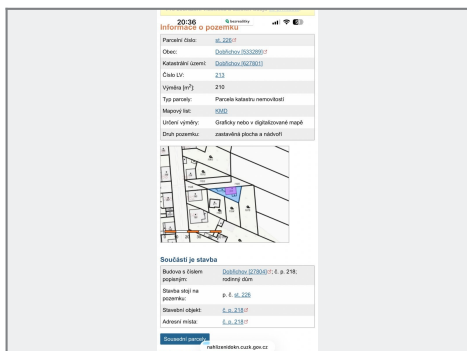 20:36
Informace o pozemku
Parcelní číslo: st. 226
Obec: Dobřichov [533289]
Katastrální území: Dobřichov [627801]
Číslo LV: 213
Výměra [m²]: 210
Typ parcely: Parcela katastru nemovitostí
Mapový list: KMD
Určení výměry: Graficky nebo v digitalizované mapě
Druh pozemku: zastavěná plocha a nádvoří
Součástí je stavba
Budova s číslem popisným: Dobřichov [27804]; č. p. 218; rodinný dům
Stavba stojí na pozemku: p. č. st. 226
Stavební objekt: č. p. 218
Adresní místa: č. p. 218
Sousední parcely
nahlizenidokn.cuzk.gov.cz